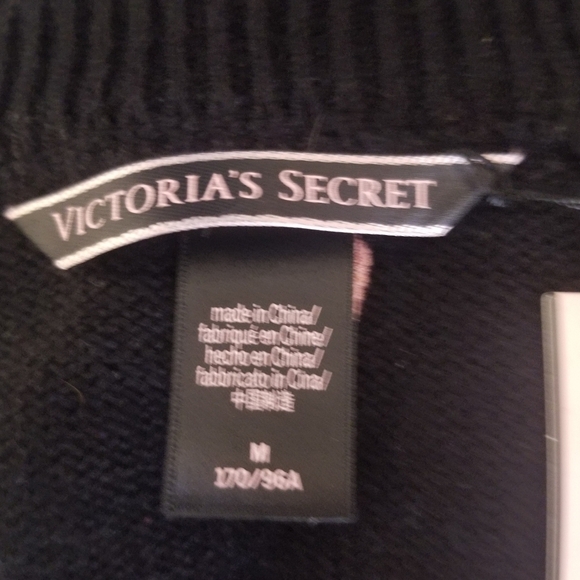 VICTORIA'S SECRET
made in China/
fabriqué en Chine/
hecho en China/
fabbricato in Cina/
中国制造
M
170/96A